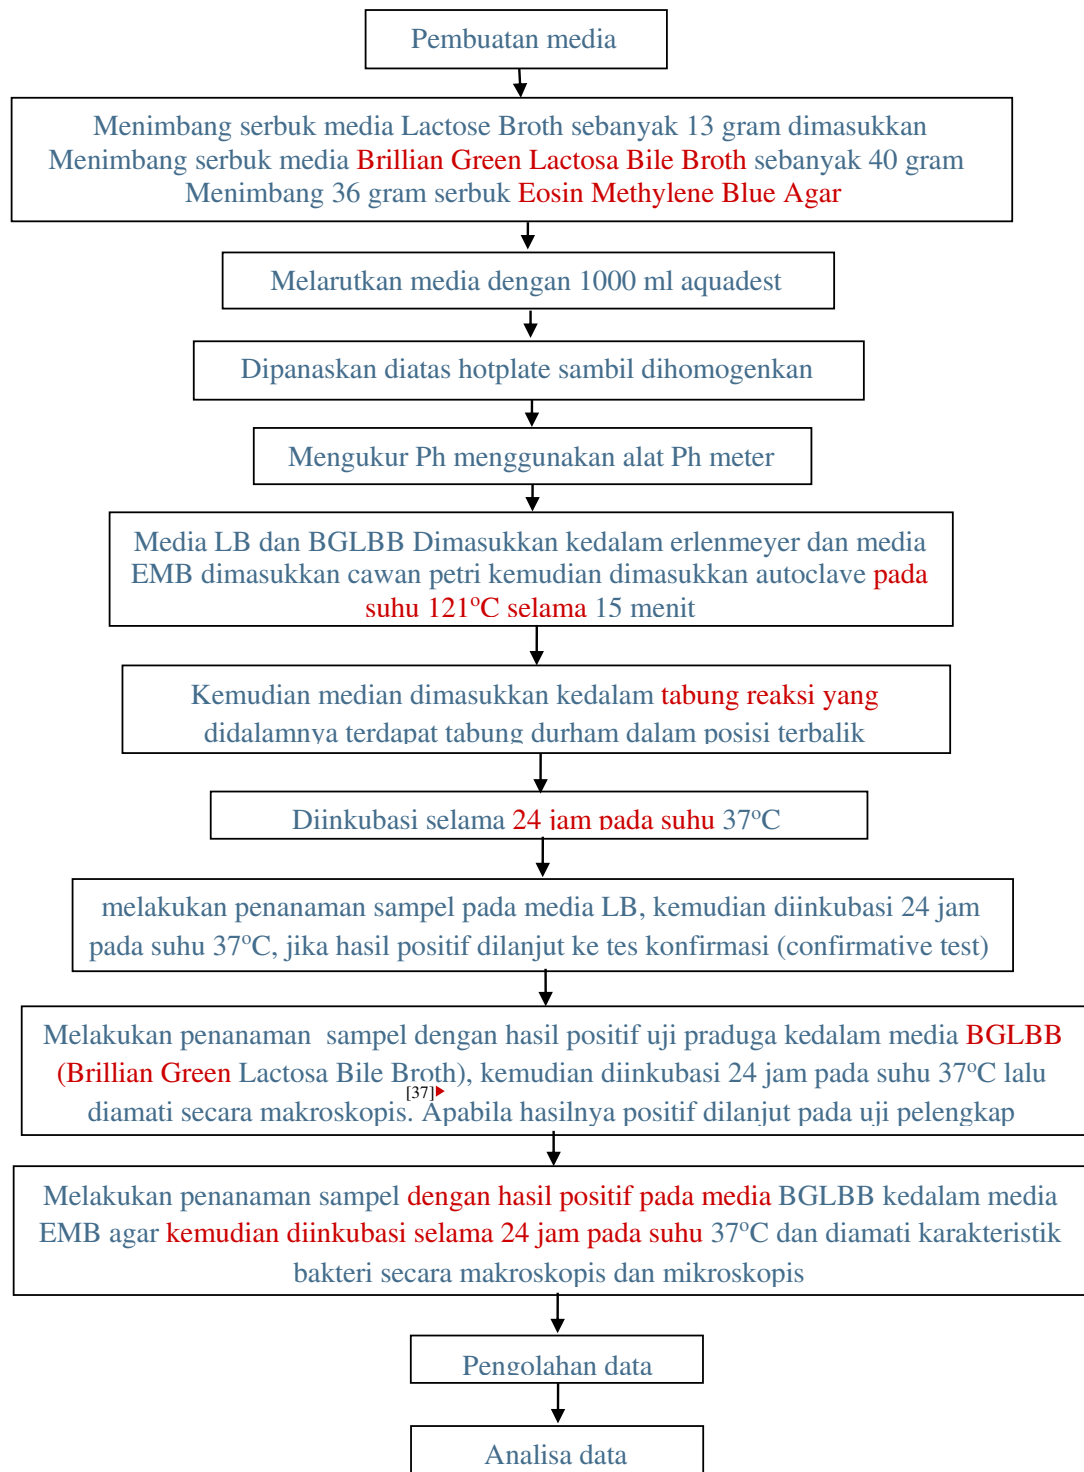 Pembuatan media
Menimbang serbuk media Lactose Broth sebanyak 13 gram dimasukkan
Menimbang serbuk media Brillian Green Lactosa Bile Broth sebanyak 40 gram
Menimbang 36 gram serbuk Eosin Methylene Blue Agar
Melarutkan media dengan 1000 ml aquadest
Dipanaskan diatas hotplate sambil dihomogenkan
Mengukur Ph menggunakan alat Ph meter
Media LB dan BGLBB Dimasukkan kedalam erlenmeyer dan media
EMB dimasukkan cawan petri kemudian dimasukkan autoclave pada
suhu 121°C selama 15 menit
Kemudian median dimasukkan kedalam tabung reaksi yang
didalamnya terdapat tabung durham dalam posisi terbalik
Diinkubasi selama 24 jam pada suhu 37°C
melakukan penanaman sampel pada media LB, kemudian diinkubasi 24 jam
pada suhu 37°C, jika hasil positif dilanjut ke tes konfirmasi (confirmative test)
Melakukan penanaman sampel dengan hasil positif uji praduga kedalam media BGLBB
(Brillian Green Lactosa Bile Broth), kemudian diinkubasi 24 jam pada suhu 37°C lalu
[37]
diamati secara makroskopis. Apabila hasilnya positif dilanjut pada uji pelengkap
Melakukan penanaman sampel dengan hasil positif pada media BGLBB kedalam media
EMB agar kemudian diinkubasi selama 24 jam pada suhu 37°C dan diamati karakteristik
bakteri secara makroskopis dan mikroskopis
Pengolahan data
Analisa data